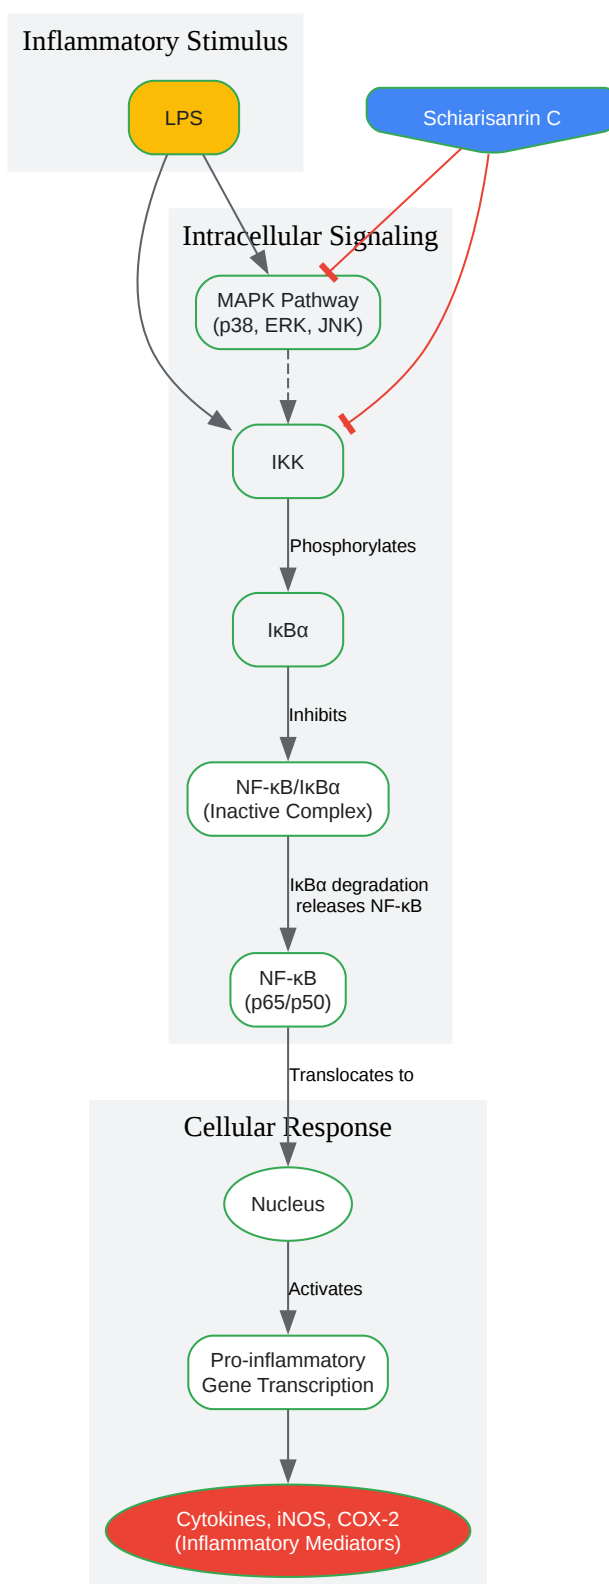 Inflammatory Stimulus
LPS
Schiarisanrin C
Intracellular Signaling
MAPK Pathway
(p38, ERK, JNK)
IKK
Phosphorylates
IκBα
Inhibits
NF-κB/IκBα
(Inactive Complex)
IκBα degradation
releases NF-κB
NF-κB
(p65/p50)
Translocates to
Cellular Response
Nucleus
Activates
Pro-inflammatory
Gene Transcription
Cytokines, iNOS, COX-2
(Inflammatory Mediators)